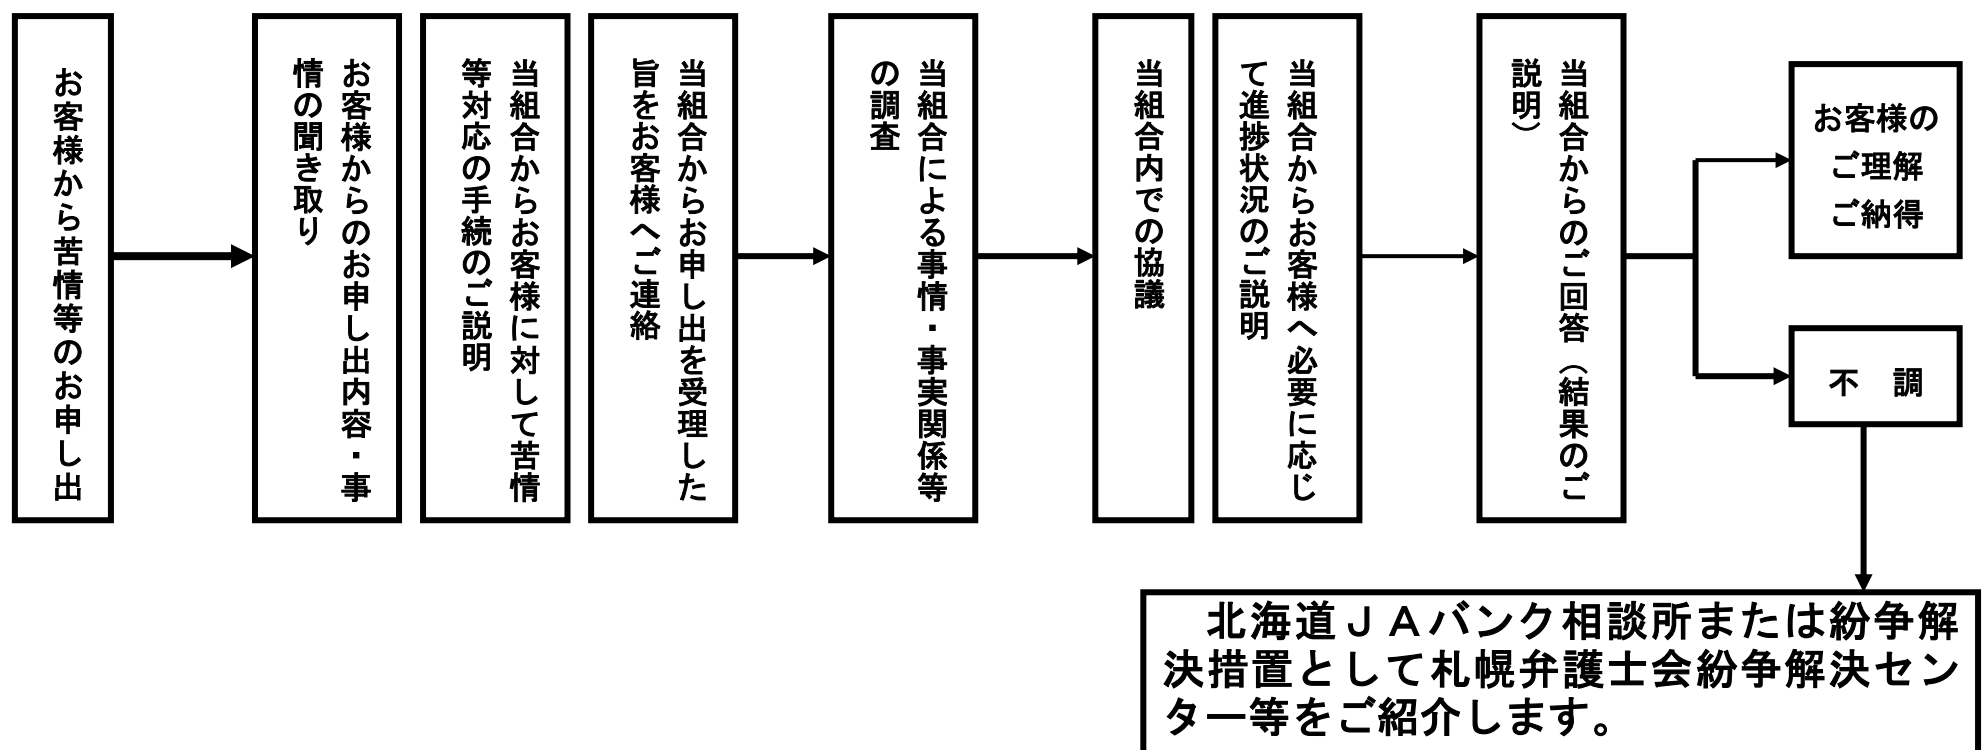 お客様から苦情等のお申し出
お客様からのお申し出内容・事
情の聞き取り
当組合からお客様に対して苦情
等対応の手続のご説明
当組合からお申し出を受理した
旨をお客様へご連絡
当組合による事情・事実関係等
の調査
当組合内での協議
当組合からお客様へ必要に応じ
て進捗状況のご説明
当組合からのご回答（結果のご
説明）
お客様の
ご理解
ご納得
不　調
北海道ＪＡバンク相談所または紛争解
決措置として札幌弁護士会紛争解決セン
ター等をご紹介します。